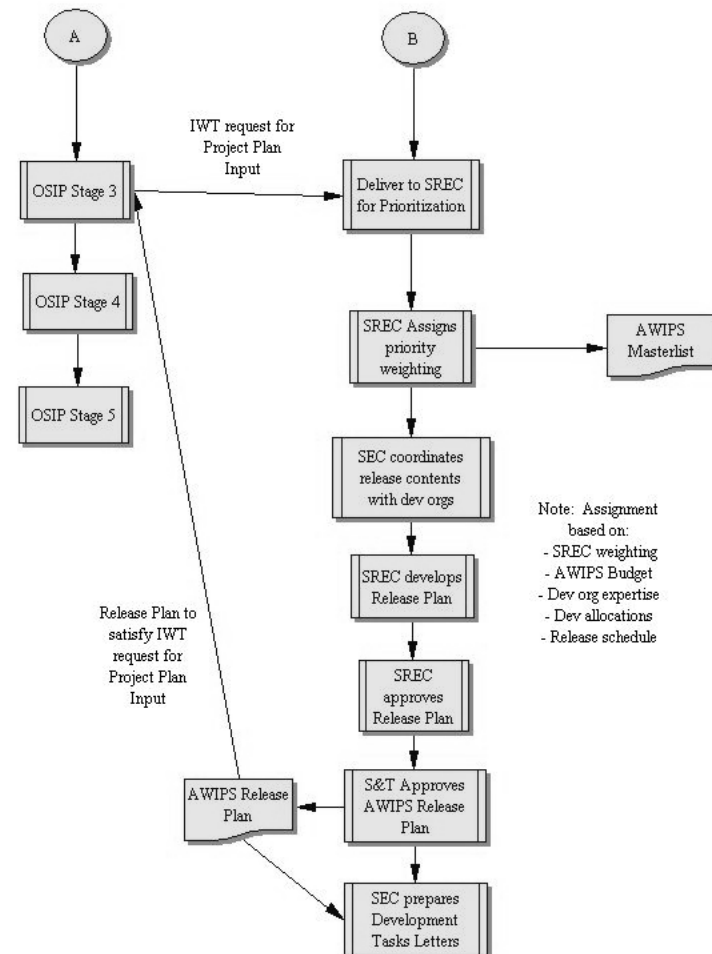 A
B
IWT request for
Project Plan
Input
OSIP Stage 3
Deliver to SREC
for Prioritization
OSIP Stage 4
SREC Assigns
priority
weighting
AWIPS
Masterlist
OSIP Stage 5
SEC coordinates
release contents
with dev orgs
Note: Assignment
based on:
- SREC weighting
- AWIPS Budget
- Dev org expertise
- Dev allocations
- Release schedule
SREC develops
Release Plan
Release Plan to
satisfy IWT
request for
Project Plan
Input
SREC
approves
Release Plan
AWIPS Release
Plan
S&T Approves
AWIPS Release
Plan
SEC prepares
Development
Tasks Letters